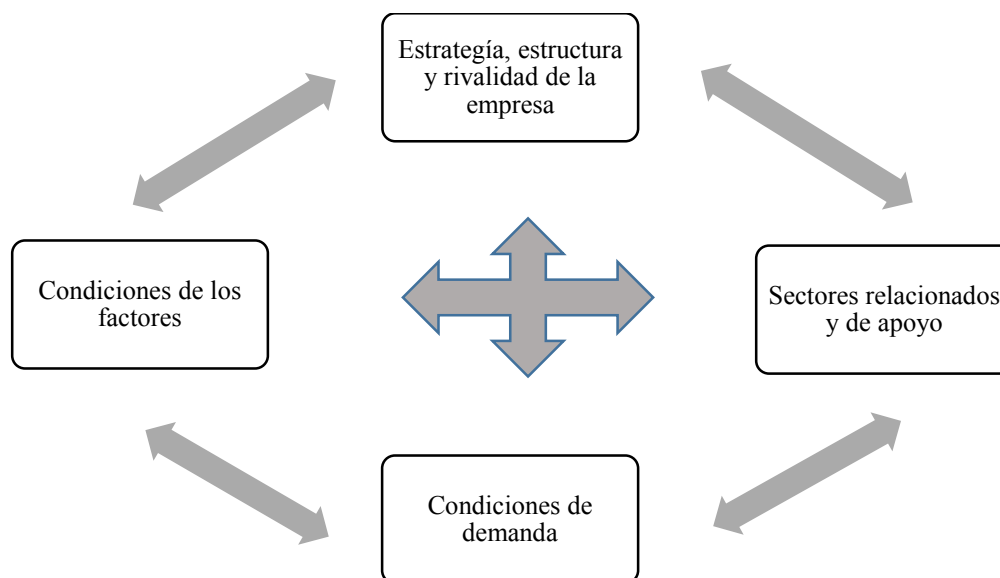 Estrategía, estructura
y rivalidad de la
empresa
Condiciones de los
factores
Sectores relacionados
y de apoyo
Condiciones de
demanda